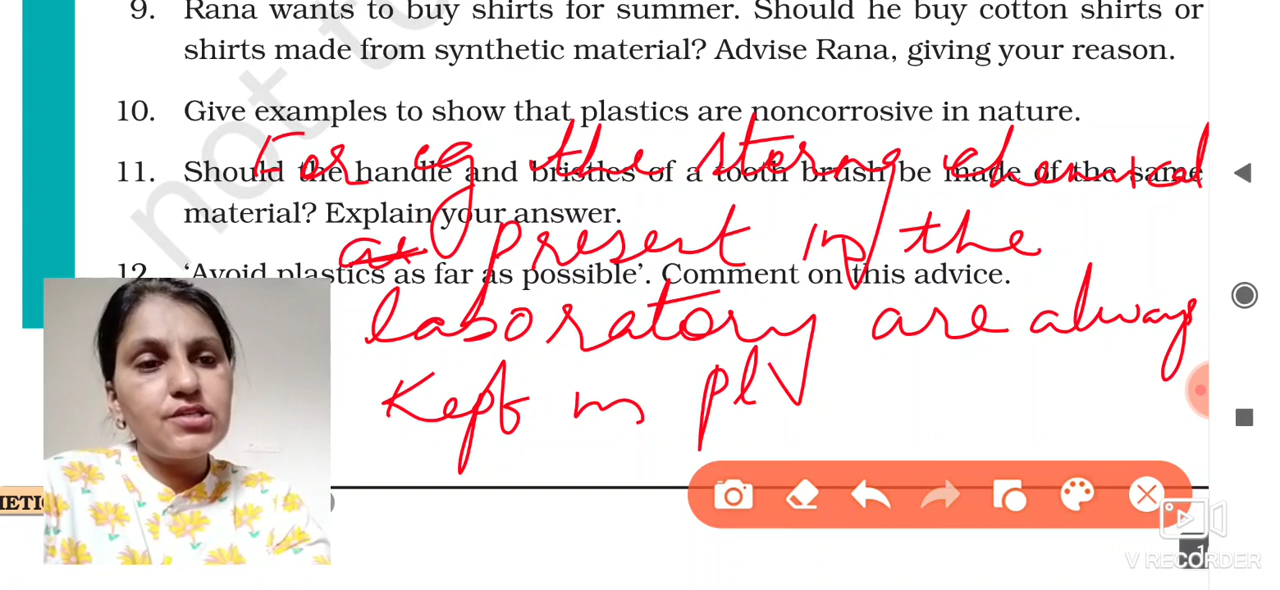 9. Rana wants to buy shirts for summer. Should he buy cotton shirts or
shirts made from synthetic material? Advise Rana, giving your reason.
10. Give examples to show that plastics are noncorrosive in nature.
For eg the strong chemical
11. Should the handle and bristles of a tooth brush be made of the same
material? Explain your answer.
present in the
12. ‘Avoid plastics as far as possible’. Comment on this advice.
laboratory are always
kept in pl
not t
V RECORDER